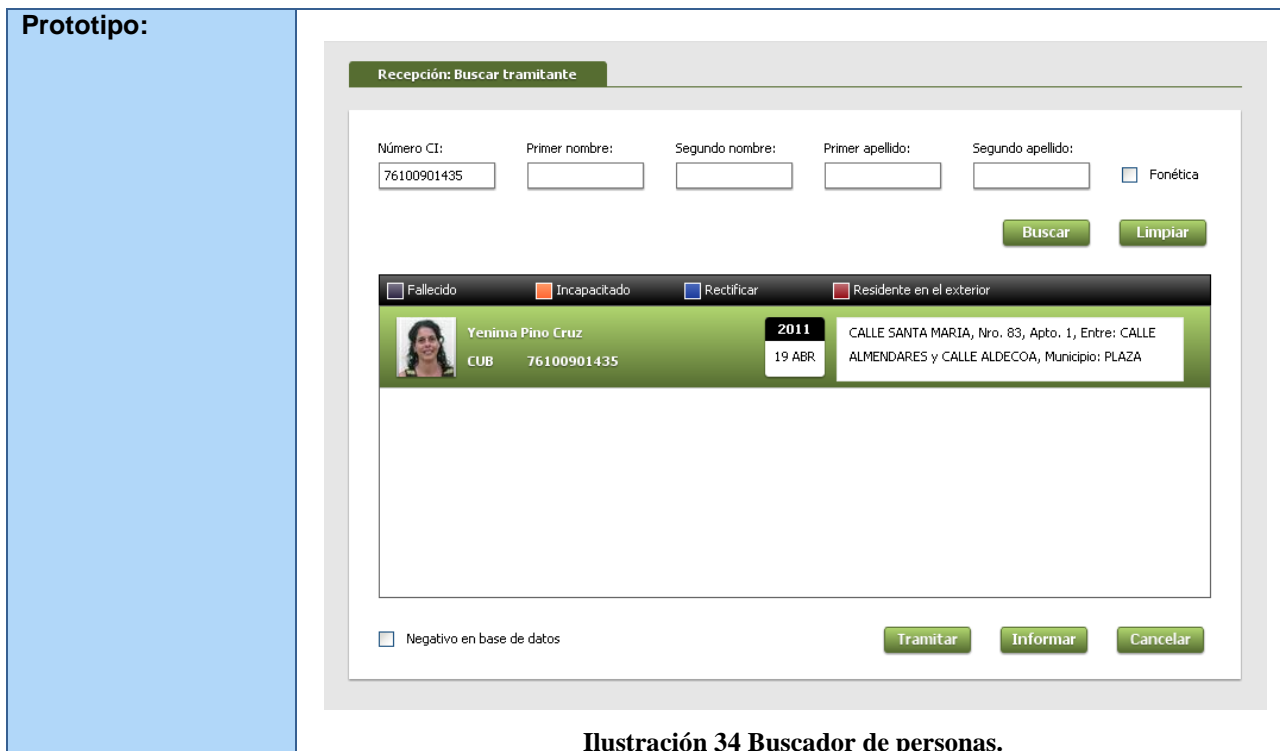 Prototipo:
Recepción: Buscar tramitante
Número CI: Primer nombre: Segundo nombre: Primer apellido: Segundo apellido:
76100901435 Fonética
Buscar Limpiar
Fallecido Incapacitado Rectificar Residente en el exterior
Yenima Pino Cruz 2011 CALLE SANTA MARIA, Nro. 83, Apto. 1, Entre: CALLE
CUB 76100901435 19 ABR ALMENDARES y CALLE ALDECOA, Municipio: PLAZA
Negativo en base de datos Tramitar Informar Cancelar
Ilustración 34 Buscador de personas.